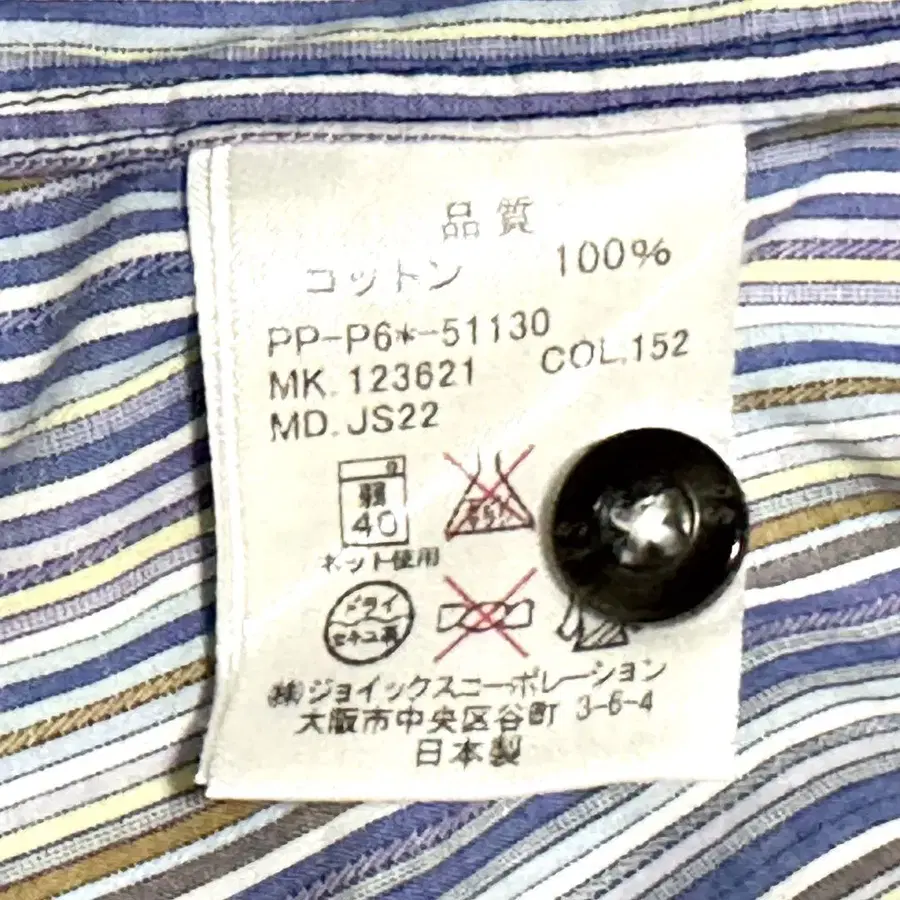 品質
コットン 100%
PP-P6*-51130
MK. 123621 COL.152
MD. JS22
弱
40
ネット使用
ドライ
セキユ系
㈱ジョイックスコーポレーション
大阪市中央区谷町 3-6-4
日本製